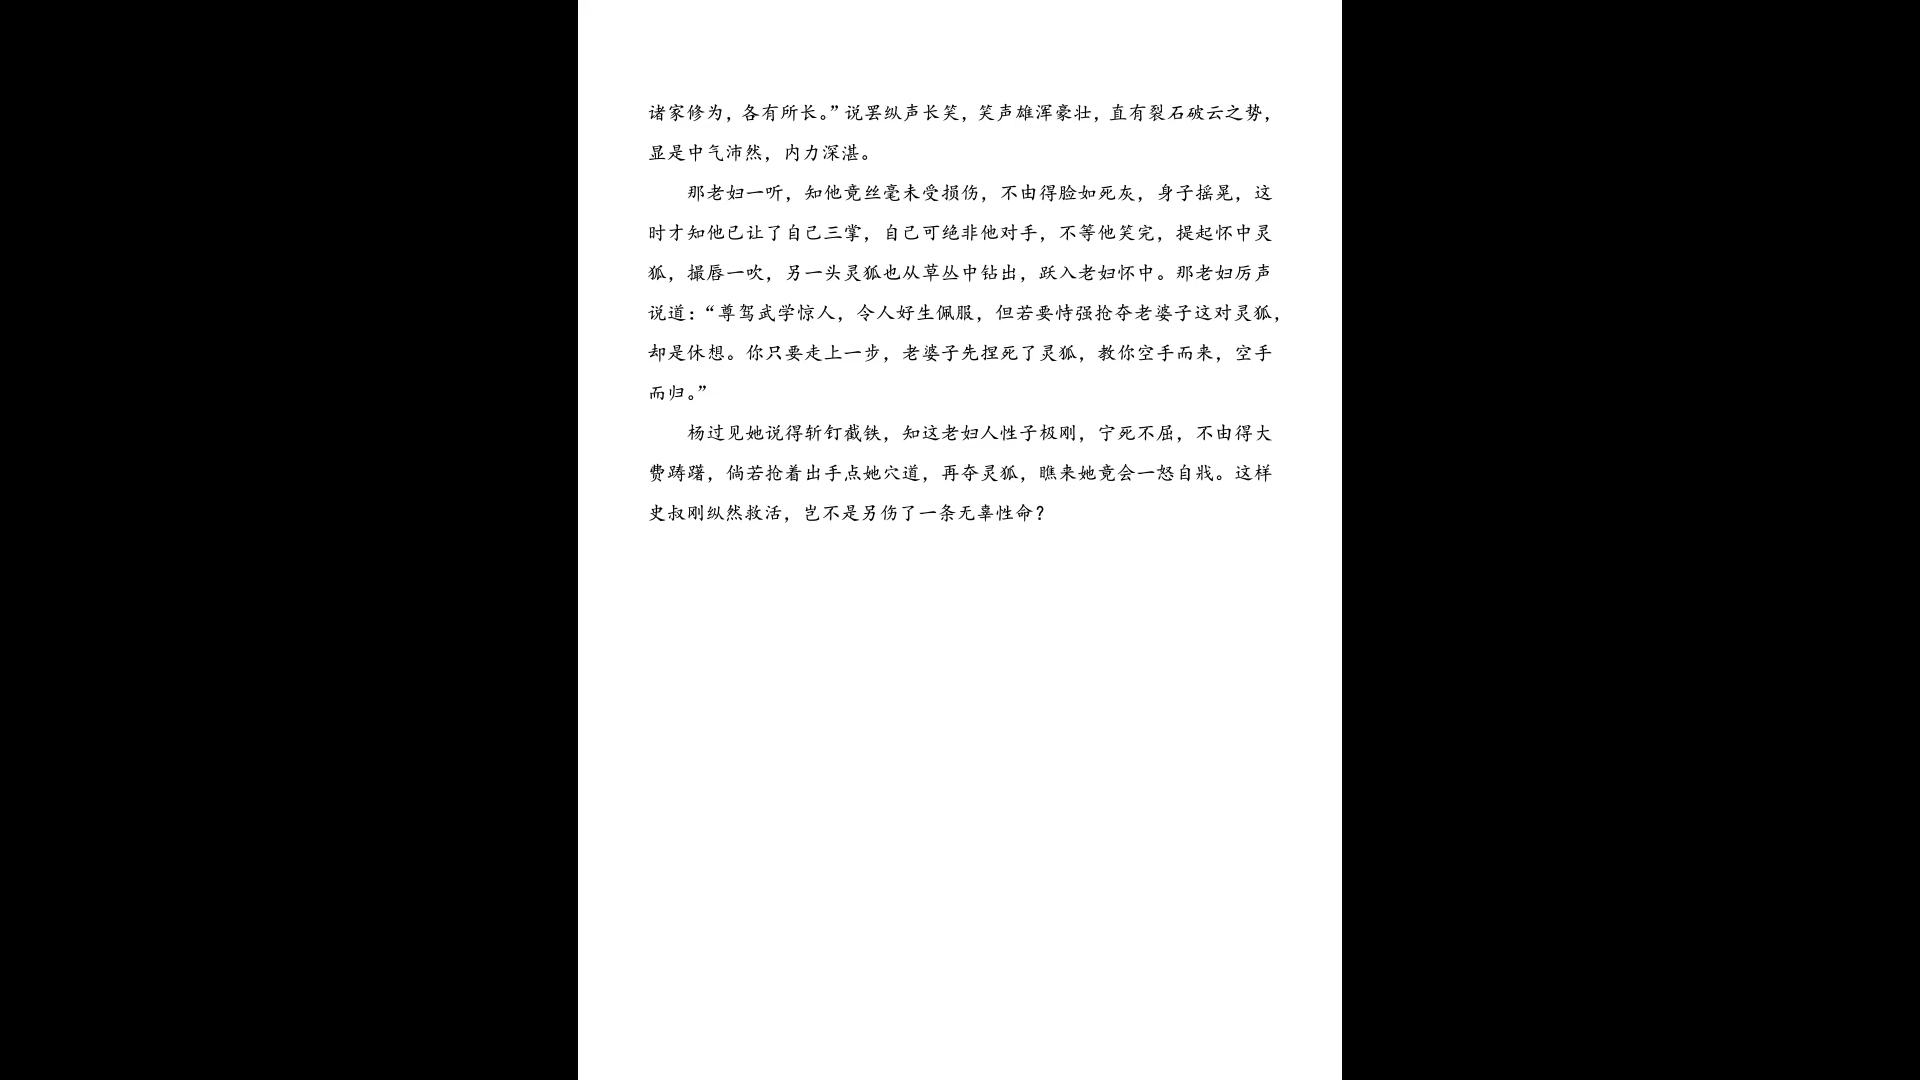 诸家修为，各有所长。”说罢纵声长笑，笑声雄浑豪壮，直有裂石破云之势，
显是中气沛然，内力深湛。
那老妇一听，知他竟丝毫未受损伤，不由得脸如死灰，身子摇晃，这
时才知他已让了自己三掌，自己可绝非他对手，不等他笑完，提起怀中灵
狐，撮唇一吹，另一头灵狐也从草丛中钻出，跃入老妇怀中。那老妇厉声
说道：“尊驾武学惊人，令人好生佩服，但若要恃强抢夺老婆子这对灵狐，
却是休想。你只要走上一步，老婆子先捏死了灵狐，教你空手而来，空手
而归。”
杨过见她说得斩钉截铁，知这老妇人性子极刚，宁死不屈，不由得大
费踌躇，倘若抢着出手点她穴道，再夺灵狐，瞧来她竟会一怒自戕。这样
史叔刚纵然救活，岂不是另伤了一条无辜性命？